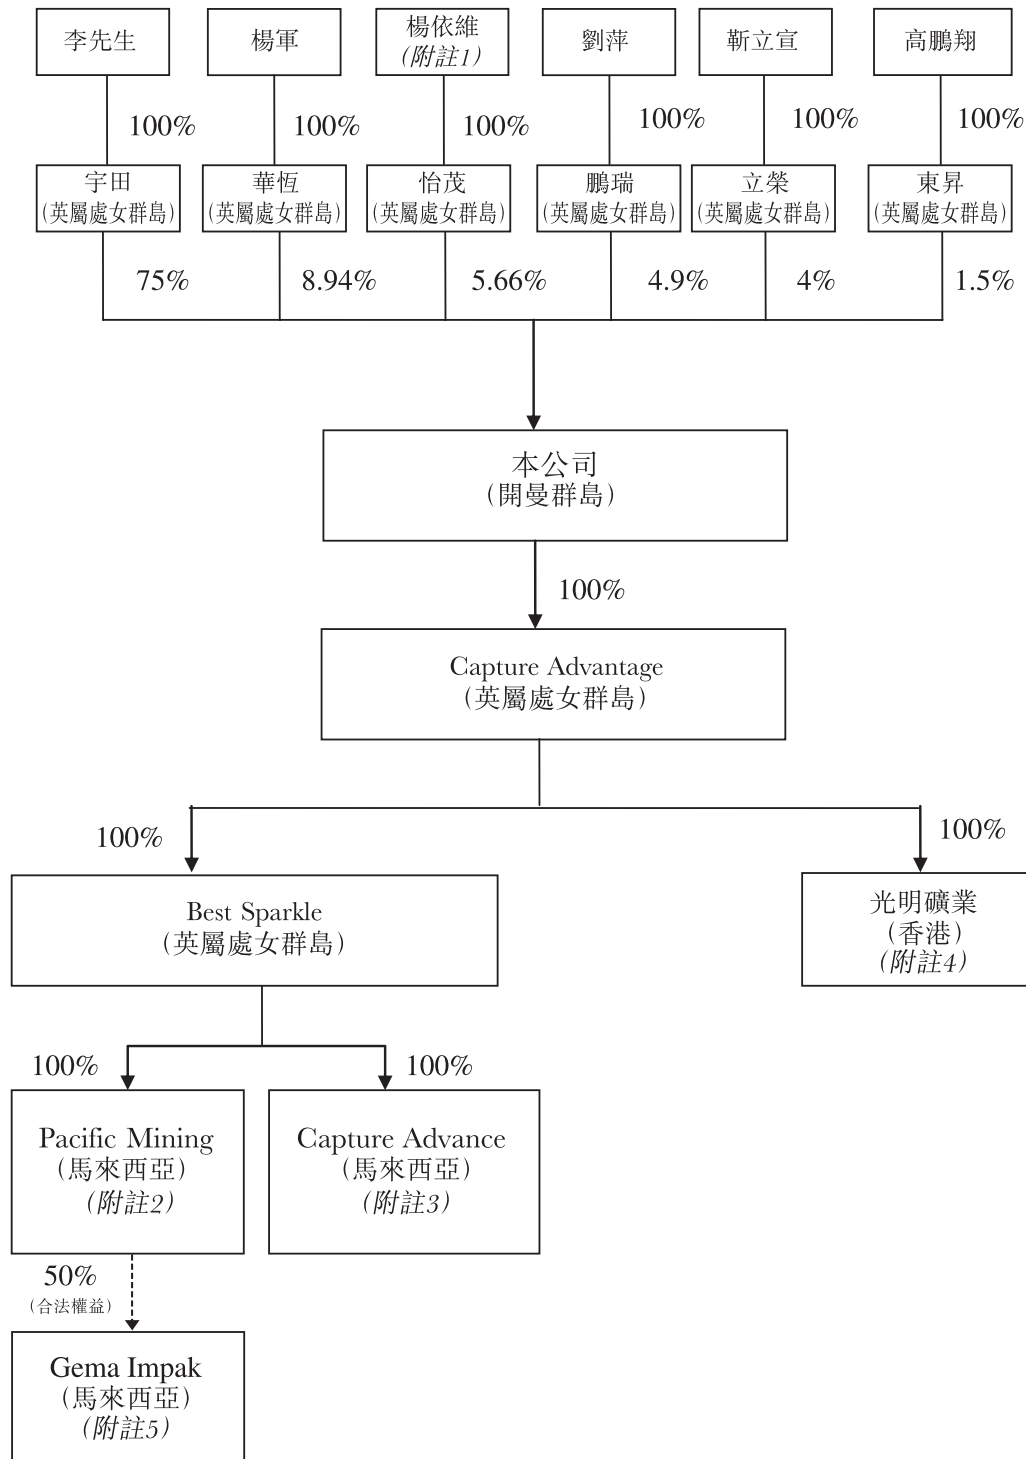 李先生
楊軍
楊依維
(附註1)
劉萍
靳立宣
高鵬翔
100%
100%
100%
100%
100%
100%
宇田
(英屬處女群島)
華恆
(英屬處女群島)
怡茂
(英屬處女群島)
鵬瑞
(英屬處女群島)
立榮
(英屬處女群島)
東昇
(英屬處女群島)
75%
8.94%
5.66%
4.9%
4%
1.5%
本公司
(開曼群島)
100%
Capture Advantage
(英屬處女群島)
100%
100%
Best Sparkle
(英屬處女群島)
光明礦業
(香港)
(附註4)
100%
100%
Pacific Mining
(馬來西亞)
(附註2)
Capture Advance
(馬來西亞)
(附註3)
50%
(合法權益)
Gema Impak
(馬來西亞)
(附註5)